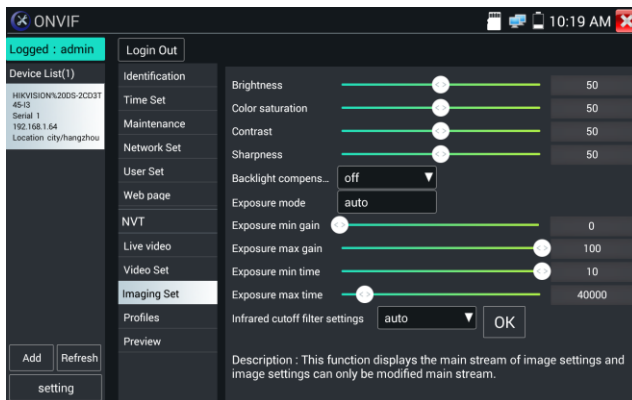 ONVIF
10:19 AM
Logged : admin
Login Out
Device List(1)
HIKVISION%20DS-2CD3T
45-I3
Serial 1
192.168.1.64
Location city/hangzhou
Add
Refresh
setting
Identification
Time Set
Maintenance
Network Set
User Set
Web page
NVT
Live video
Video Set
Imaging Set
Profiles
Preview
Brightness 50
Color saturation 50
Contrast 50
Sharpness 50
Backlight compens... off
Exposure mode auto
Exposure min gain 0
Exposure max gain 100
Exposure min time 10
Exposure max time 40000
Infrared cutoff filter settings auto OK
Description : This function displays the main stream of image settings and
image settings can only be modified main stream.